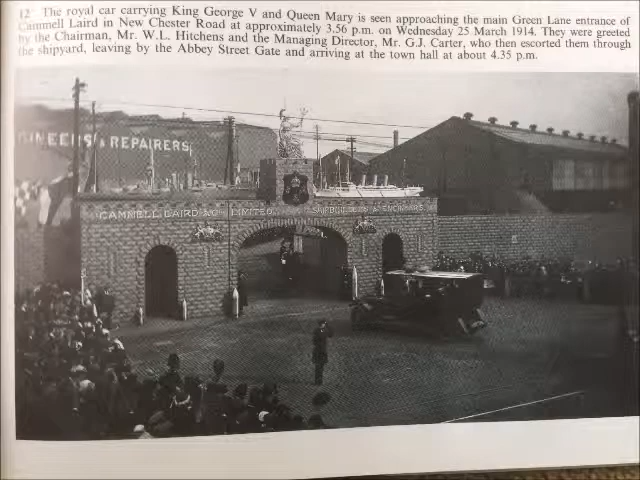 12 The royal car carrying King George V and Queen Mary is seen approaching the main Green Lane entrance of
Cammell Laird in New Chester Road at approximately 3.56 p.m. on Wednesday 25 March 1914. They were greeted
by the Chairman, Mr. W.L. Hitchens and the Managing Director, Mr. G.J. Carter, who then escorted them through
the shipyard, leaving by the Abbey Street Gate and arriving at the town hall at about 4.35 p.m.
& REPAIRERS
CAMMELL LAIRD & CO LIMITED SHIPBUILDERS & ENGINEERS